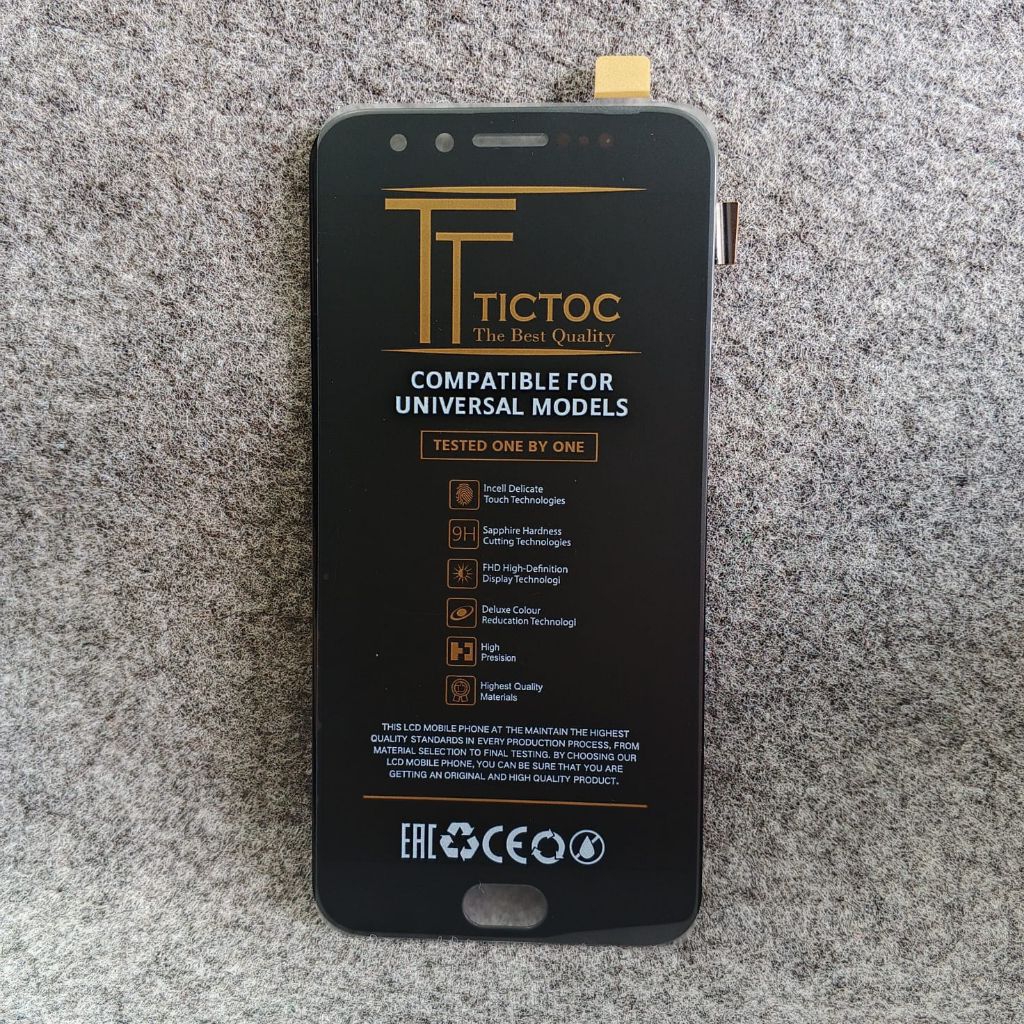 TT
TICTOC
The Best Quality
COMPATIBLE FOR
UNIVERSAL MODELS
TESTED ONE BY ONE
Incell Delicate
Touch Technologies
9H
Sapphire Hardness
Cutting Technologies
FHD High-Definition
Display Technologi
Deluxe Colour
Reducation Technologi
High
Presision
Highest Quality
Materials
THIS LCD MOBILE PHONE AT THE MAINTAIN THE HIGHEST
QUALITY STANDARDS IN EVERY PRODUCTION PROCESS, FROM
MATERIAL SELECTION TO FINAL TESTING. BY CHOOSING OUR
LCD MOBILE PHONE, YOU CAN BE SURE THAT YOU ARE
GETTING AN ORIGINAL AND HIGH QUALITY PRODUCT.
EAC CE